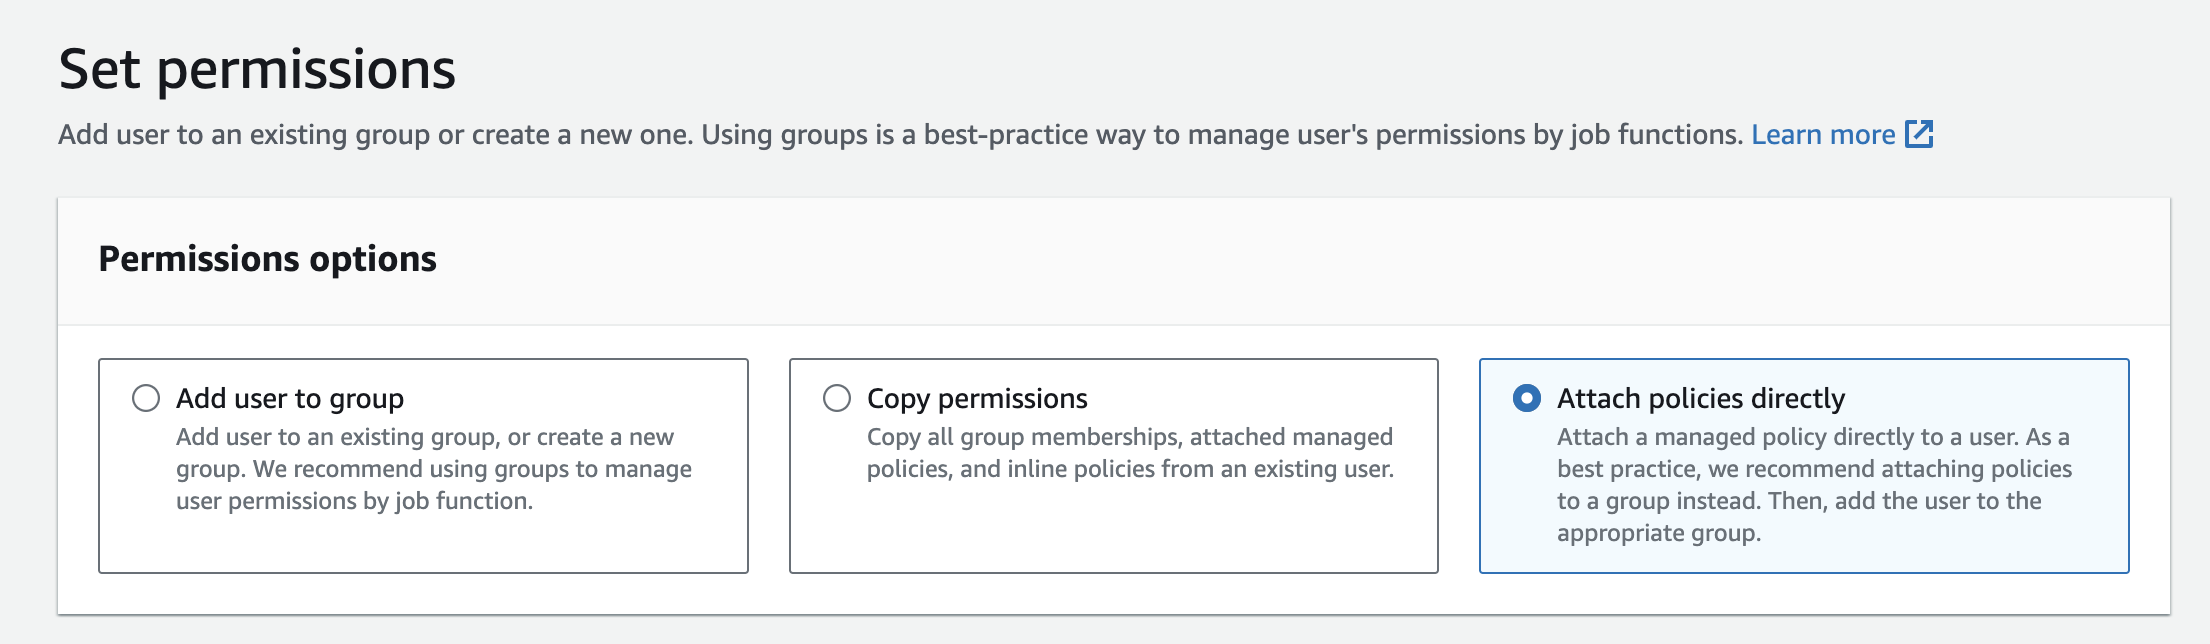 Set permissions
Add user to an existing group or create a new one. Using groups is a best-practice way to manage user's permissions by job functions. Learn more
Permissions options
Add user to group
Add user to an existing group, or create a new
group. We recommend using groups to manage
user permissions by job function.
Copy permissions
Copy all group memberships, attached managed
policies, and inline policies from an existing user.
Attach policies directly
Attach a managed policy directly to a user. As a
best practice, we recommend attaching policies
to a group instead. Then, add the user to the
appropriate group.